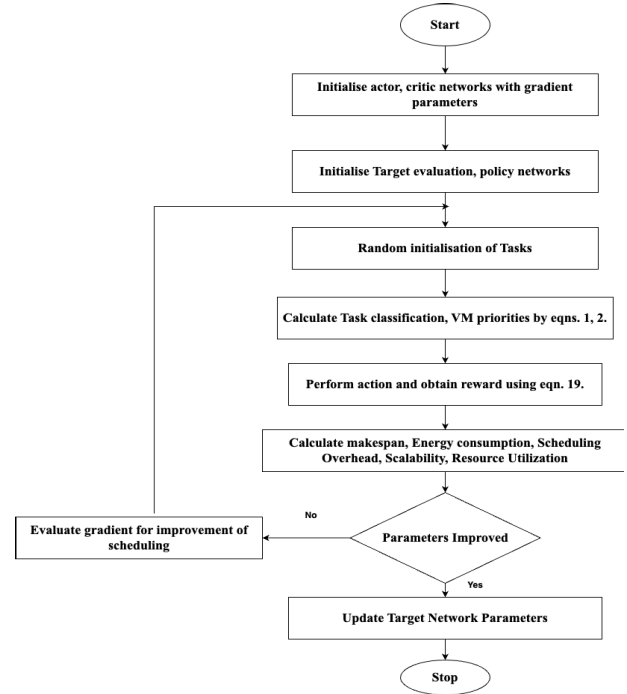 Start
Initialise actor, critic networks with gradient
parameters
Initialise Target evaluation, policy networks
Random initialisation of Tasks
Calculate Task classification, VM priorities by eqns. 1, 2.
Perform action and obtain reward using eqn. 19.
Calculate makespan, Energy consumption, Scheduling
Overhead, Scalability, Resource Utilization
No
Evaluate gradient for improvement of
scheduling
Parameters Improved
Yes
Update Target Network Parameters
Stop